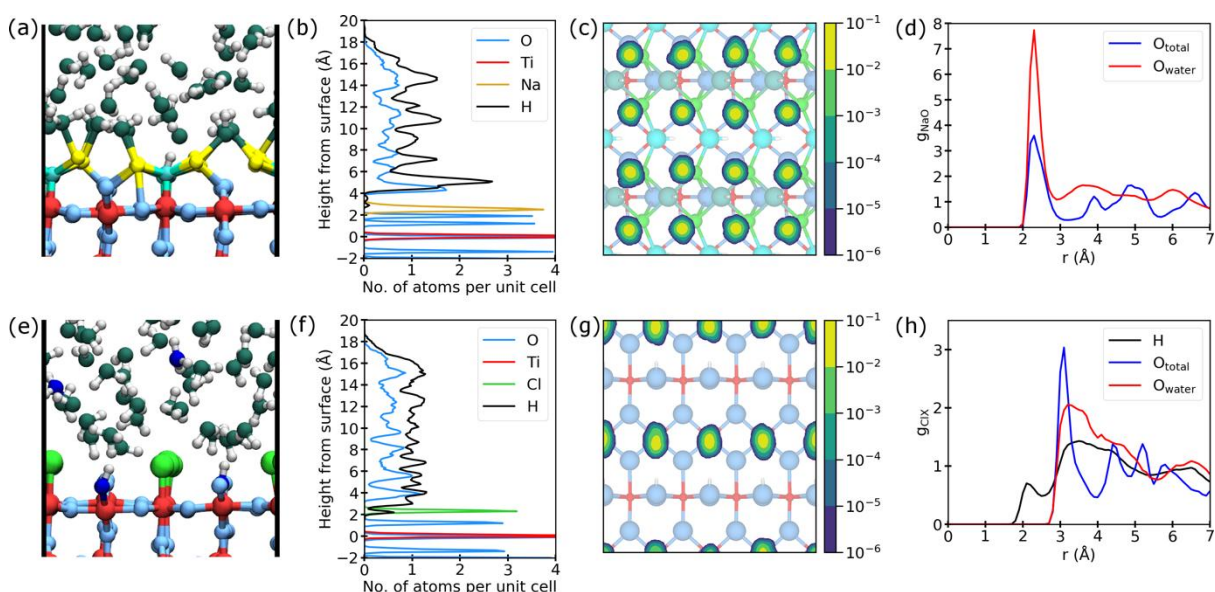 (a)
(b)
20
18
16
14
12
10
8
6
4
2
0
−2
Height from surface (Å)
O
Ti
Na
H
0 1 2 3 4
No. of atoms per unit cell
(c)
10⁻¹
10⁻²
10⁻³
10⁻⁴
10⁻⁵
10⁻⁶
(d)
8
7
6
5
4
3
2
1
0
g_NaO
O_total
O_water
0 1 2 3 4 5 6 7
r (Å)
(e)
(f)
20
18
16
14
12
10
8
6
4
2
0
−2
Height from surface (Å)
O
Ti
Cl
H
0 1 2 3 4
No. of atoms per unit cell
(g)
10⁻¹
10⁻²
10⁻³
10⁻⁴
10⁻⁵
10⁻⁶
(h)
3
2
1
0
g_ClX
H
O_total
O_water
0 1 2 3 4 5 6 7
r (Å)